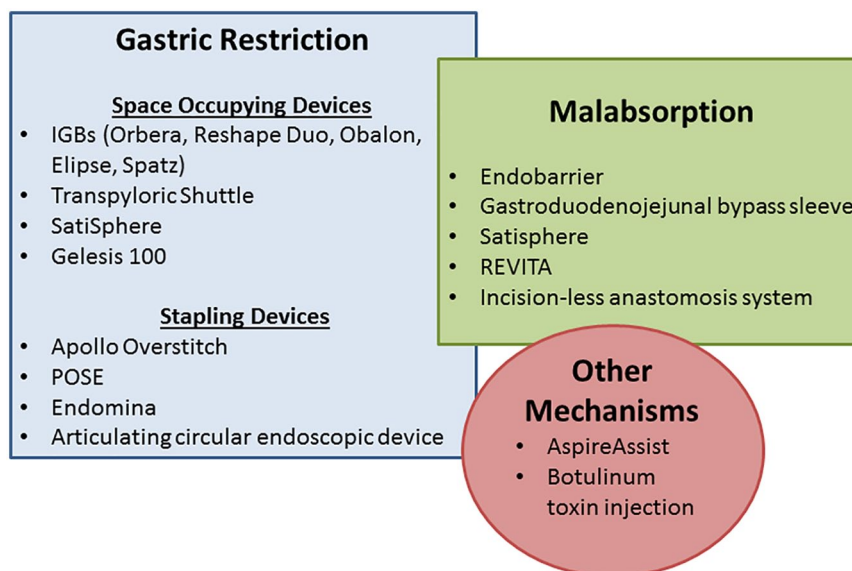 Gastric Restriction
Space Occupying Devices
• IGBs (Orbera, Reshape Duo, Obalon,
Elipse, Spatz)
• Transpyloric Shuttle
• SatiSphere
• Gelesis 100
Stapling Devices
• Apollo Overstitch
• POSE
• Endomina
• Articulating circular endoscopic device
Malabsorption
• Endobarrier
• Gastroduodenojejunal bypass sleeve
• Satisphere
• REVITA
• Incision-less anastomosis system
Other
Mechanisms
• AspireAssist
• Botulinum
toxin injection